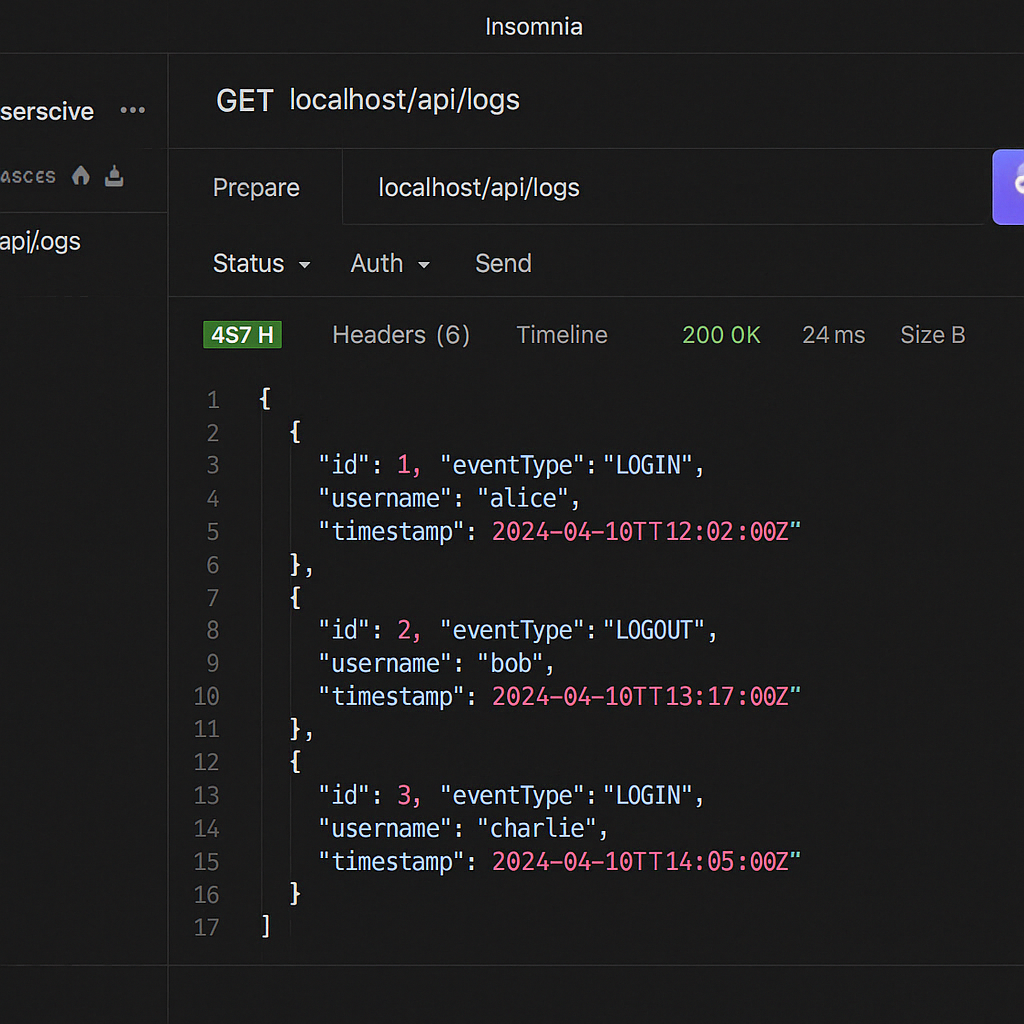 Insomnia
serscive
GET localhost/api/logs
Prepare localhost/api/logs
Status Auth Send
4S7 H Headers (6) Timeline 200 OK 24 ms Size B
1 {
2 {
3 "id": 1, "eventType":"LOGIN",
4 "username": "alice",
5 "timestamp": 2024-04-10TT12:02:00Z"
6 },
7 {
8 "id": 2, "eventType":"LOGOUT",
9 "username": "bob",
10 "timestamp": 2024-04-10TT13:17:00Z"
11 },
12 {
13 "id": 3, "eventType":"LOGIN",
14 "username": "charlie",
15 "timestamp": 2024-04-10TT14:05:00Z"
16 }
17 ]